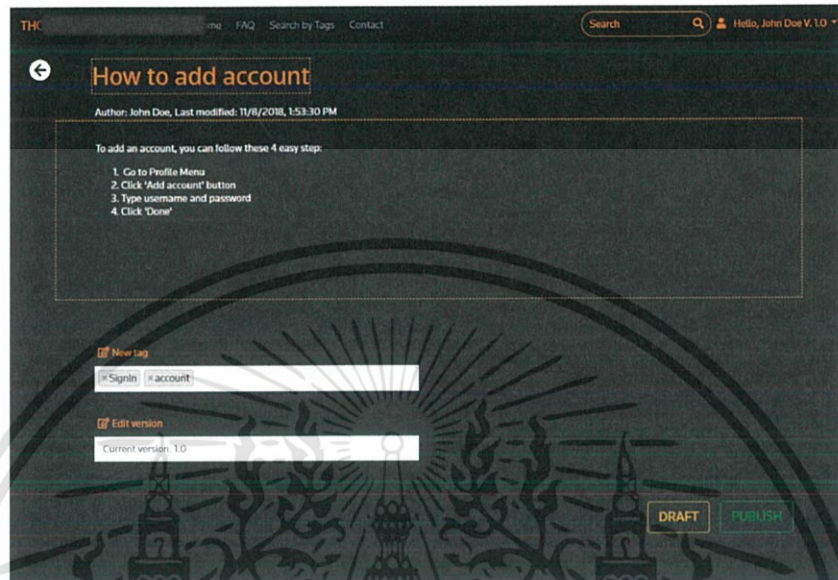 THO
me FAQ Search by Tags Contact Search Hello, John Doe V. 1.0
How to add account
Author: John Doe, Last modified: 11/8/2018, 1:53:30 PM
To add an account, you can follow these 4 easy step:
1. Go to Profile Menu
2. Click 'Add account' button
3. Type username and password
4. Click 'Done'
New tag
× Signin × account
Edit version
Current version. 1.0
DRAFT PUBLISH